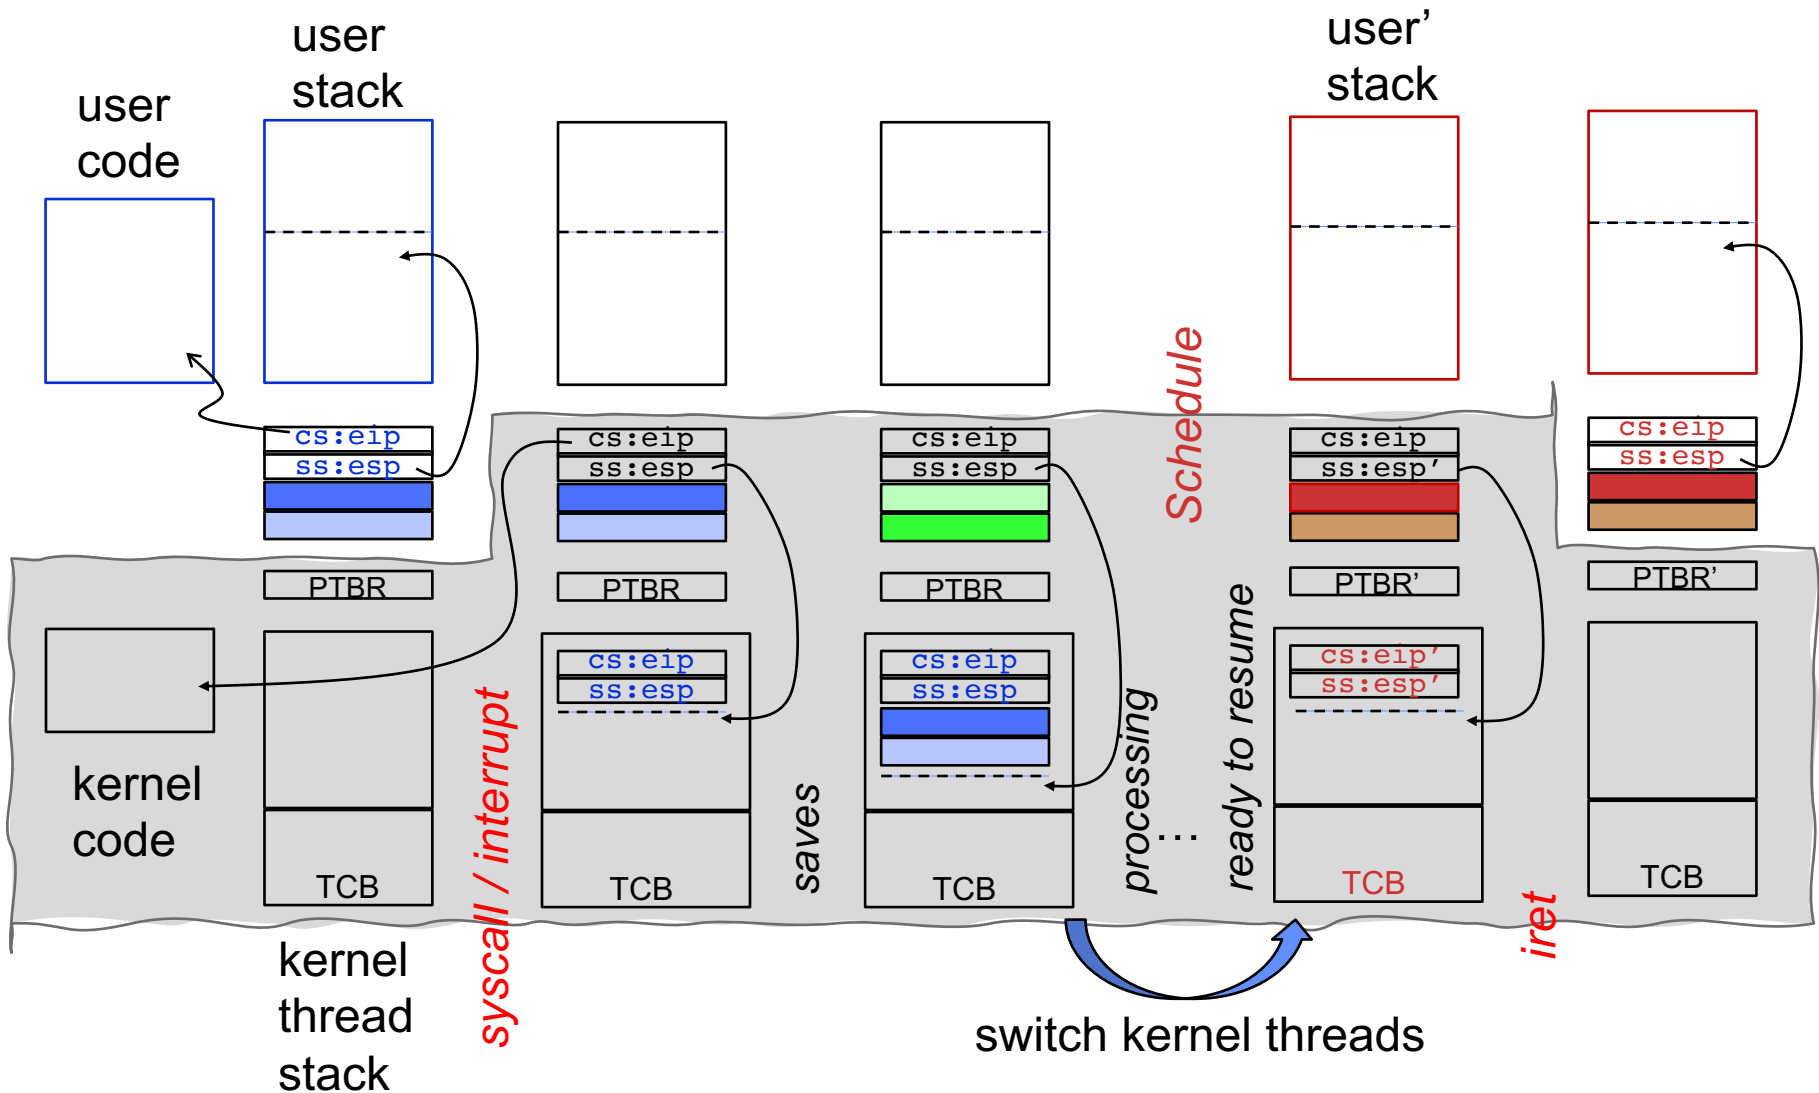 user
code
user
stack
user’
stack
cs:eip
ss:esp
PTBR
TCB
kernel
code
kernel
thread
stack
syscall / interrupt
cs:eip
ss:esp
PTBR
cs:eip
ss:esp
TCB
saves
cs:eip
ss:esp
PTBR
cs:eip
ss:esp
TCB
processing
...
Schedule
ready to resume
switch kernel threads
cs:eip
ss:esp’
PTBR’
cs:eip’
ss:esp’
TCB
iret
cs:eip
ss:esp
PTBR’
TCB